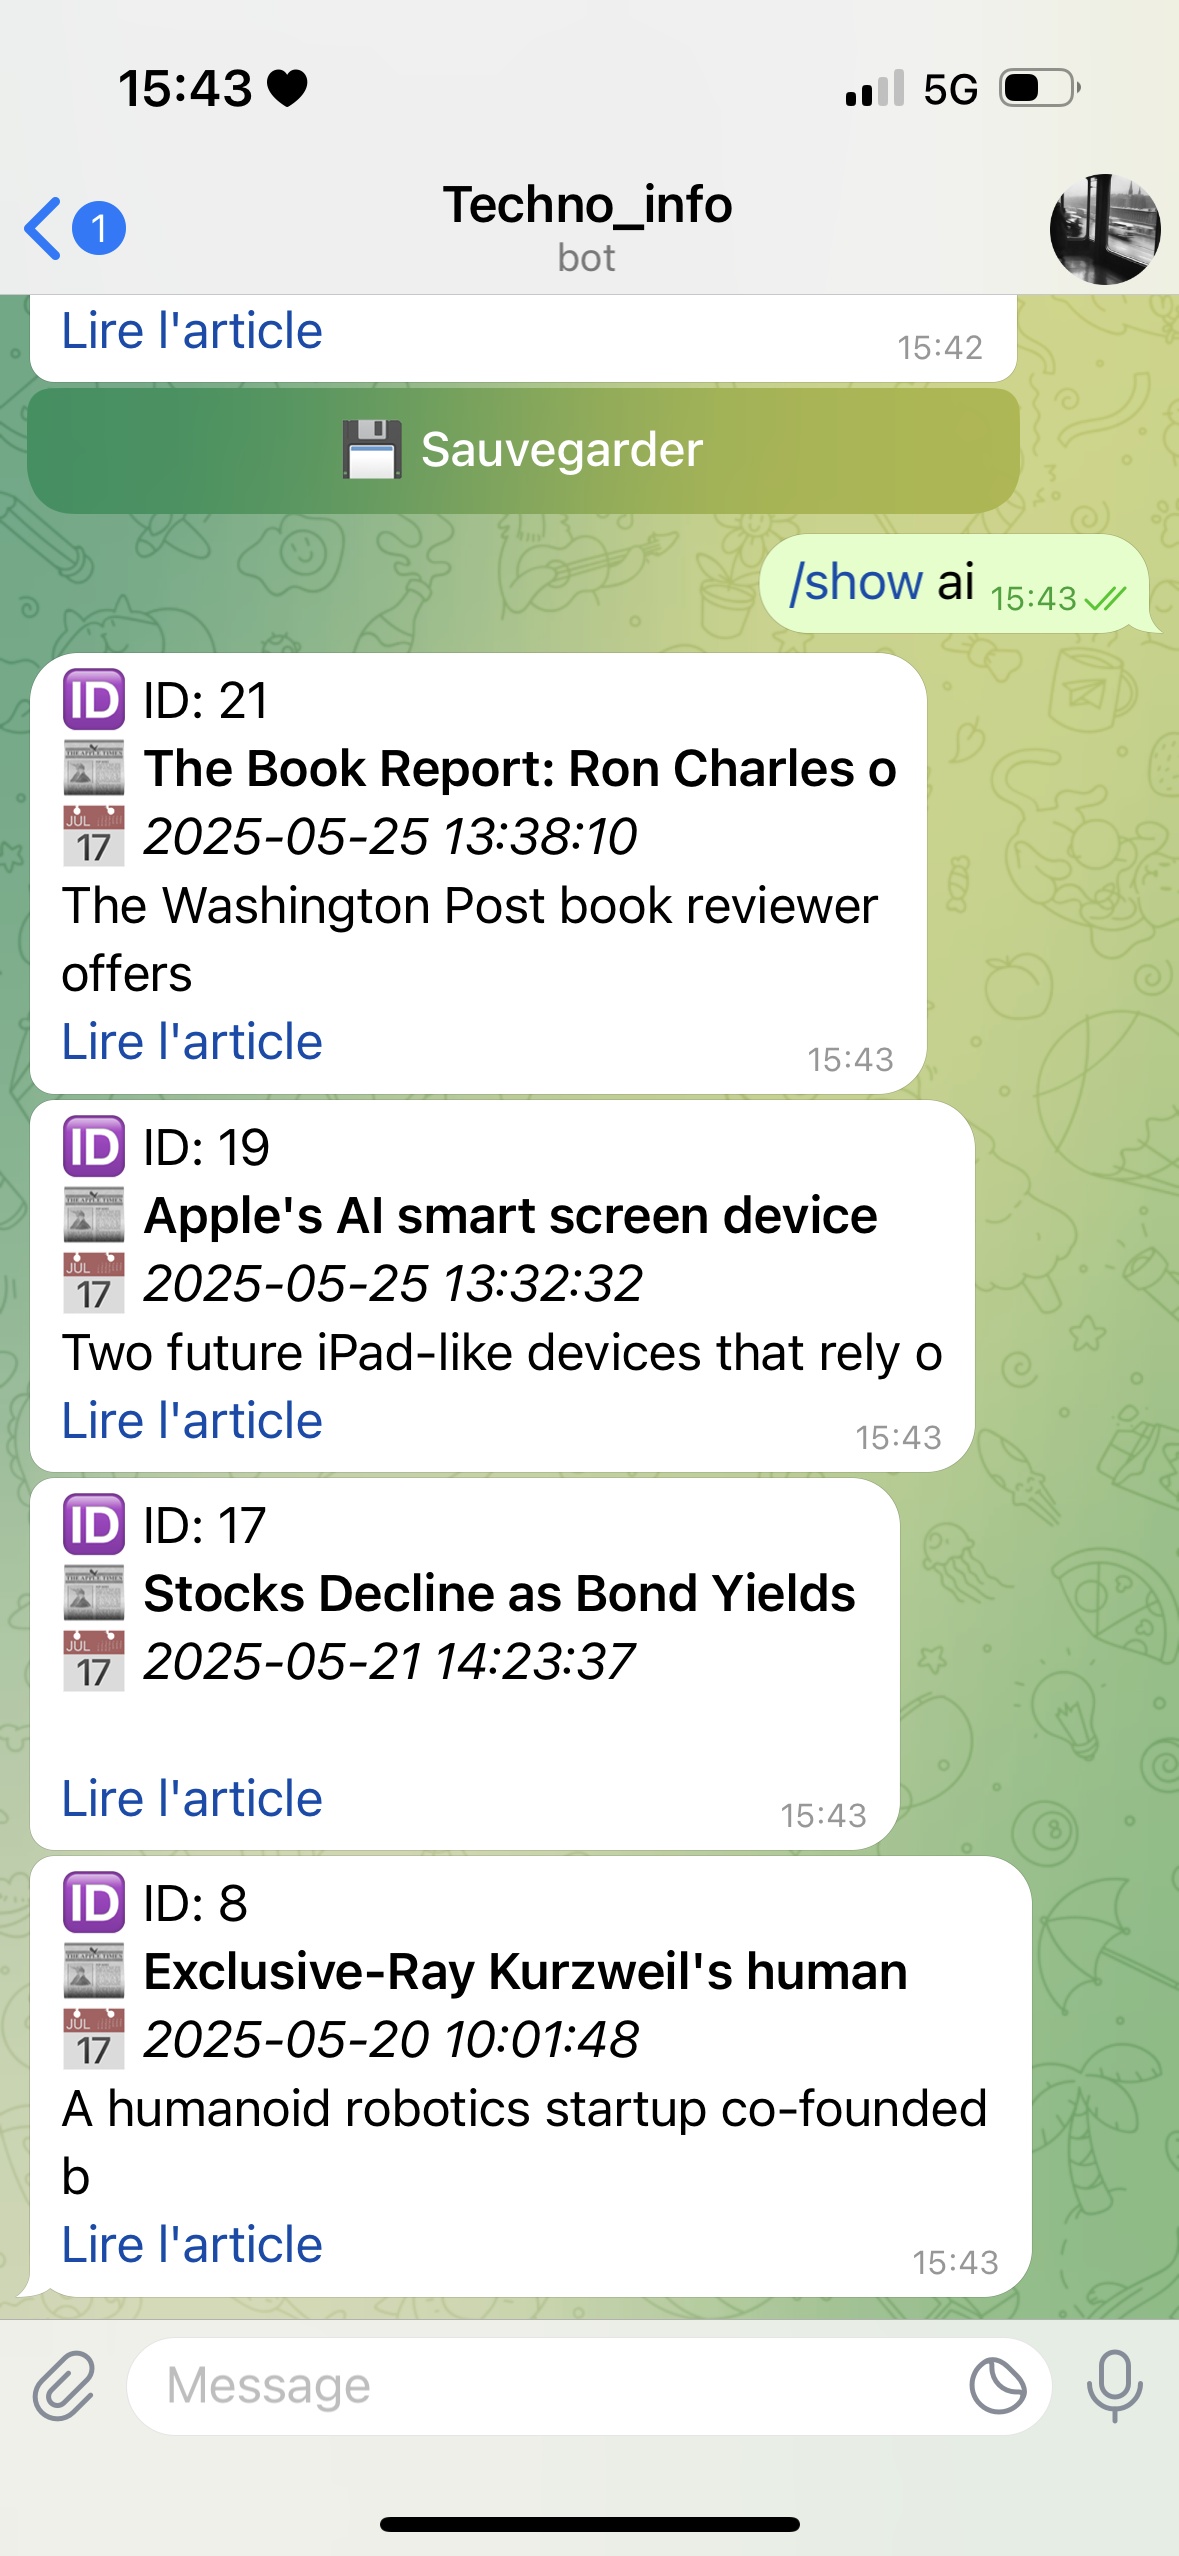 15:43
5G
1
Techno_info
bot
Lire l'article
15:42
Sauvegarder
/show ai 15:43
ID ID: 21
The Book Report: Ron Charles o
JUL 17 2025-05-25 13:38:10
The Washington Post book reviewer
offers
Lire l'article
15:43
ID ID: 19
Apple's AI smart screen device
JUL 17 2025-05-25 13:32:32
Two future iPad-like devices that rely o
Lire l'article
15:43
ID ID: 17
Stocks Decline as Bond Yields
JUL 17 2025-05-21 14:23:37
Lire l'article
15:43
ID ID: 8
Exclusive-Ray Kurzweil's human
JUL 17 2025-05-20 10:01:48
A humanoid robotics startup co-founded
b
Lire l'article
15:43
Message